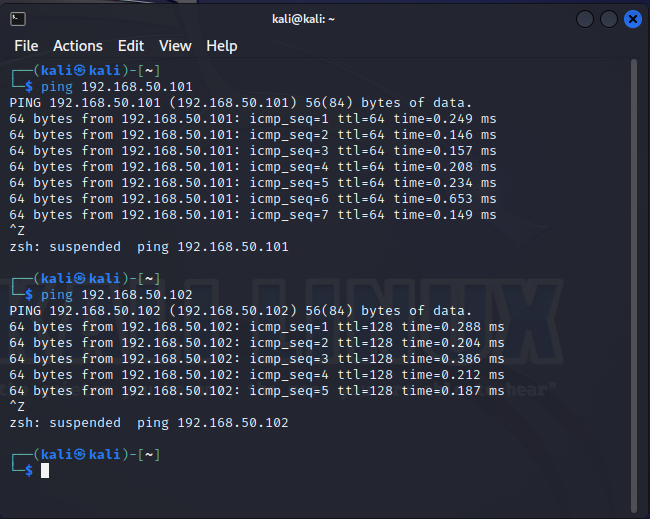 kali@kali: ~
File Actions Edit View Help
┌──(kali㉿kali)-[~]
└─$ ping 192.168.50.101
PING 192.168.50.101 (192.168.50.101) 56(84) bytes of data.
64 bytes from 192.168.50.101: icmp_seq=1 ttl=64 time=0.249 ms
64 bytes from 192.168.50.101: icmp_seq=2 ttl=64 time=0.146 ms
64 bytes from 192.168.50.101: icmp_seq=3 ttl=64 time=0.157 ms
64 bytes from 192.168.50.101: icmp_seq=4 ttl=64 time=0.208 ms
64 bytes from 192.168.50.101: icmp_seq=5 ttl=64 time=0.234 ms
64 bytes from 192.168.50.101: icmp_seq=6 ttl=64 time=0.653 ms
64 bytes from 192.168.50.101: icmp_seq=7 ttl=64 time=0.149 ms
^Z
zsh: suspended  ping 192.168.50.101
┌──(kali㉿kali)-[~]
└─$ ping 192.168.50.102
PING 192.168.50.102 (192.168.50.102) 56(84) bytes of data.
64 bytes from 192.168.50.102: icmp_seq=1 ttl=128 time=0.288 ms
64 bytes from 192.168.50.102: icmp_seq=2 ttl=128 time=0.204 ms
64 bytes from 192.168.50.102: icmp_seq=3 ttl=128 time=0.386 ms
64 bytes from 192.168.50.102: icmp_seq=4 ttl=128 time=0.212 ms
64 bytes from 192.168.50.102: icmp_seq=5 ttl=128 time=0.187 ms
^Z
zsh: suspended  ping 192.168.50.102
┌──(kali㉿kali)-[~]
└─$
LINUX
hear"